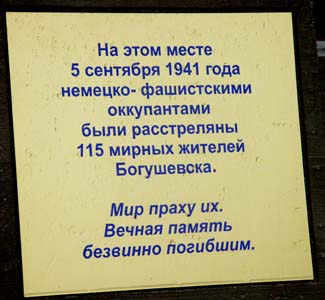 На этом месте
5 сентября 1941 года
немецко- фашистскими
оккупантами
были расстреляны
115 мирных жителей
Богушевска.
Мир праху их.
Вечная память
безвинно погибшим.